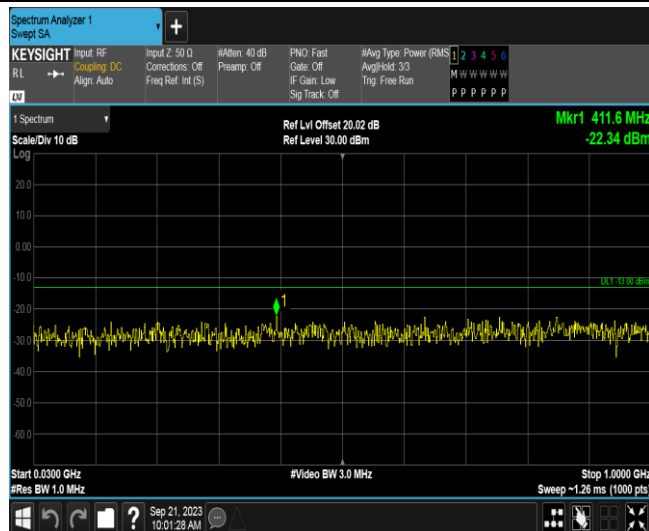 Spectrum Analyzer 1
Swept SA
+
KEYSIGHT Input: RF Input Z: 50 Ω #Atten: 40 dB PNO: Fast #Avg Type: Power (RMS 1 2 3 4 5 6
RL Coupling: DC Corrections: Off Preamp: Off Gate: Off Avg|Hold: 3/3 M W W W W W
Align: Auto Freq Ref: Int (S) IF Gain: Low Trig: Free Run
Sig Track: Off P P P P P P
LXI
1 Spectrum Ref Lvl Offset 20.02 dB Mkr1 411.6 MHz
Scale/Div 10 dB Ref Level 30.00 dBm -22.34 dBm
Log
20.0
10.0
0.00
-10.0 DL1 -13.00 dBm
1
-20.0
-30.0
-40.0
-50.0
-60.0
Start 0.0300 GHz #Video BW 3.0 MHz Stop 1.0000 GHz
#Res BW 1.0 MHz Sweep ~1.26 ms (1000 pts)
? Sep 21, 2023
10:01:28 AM